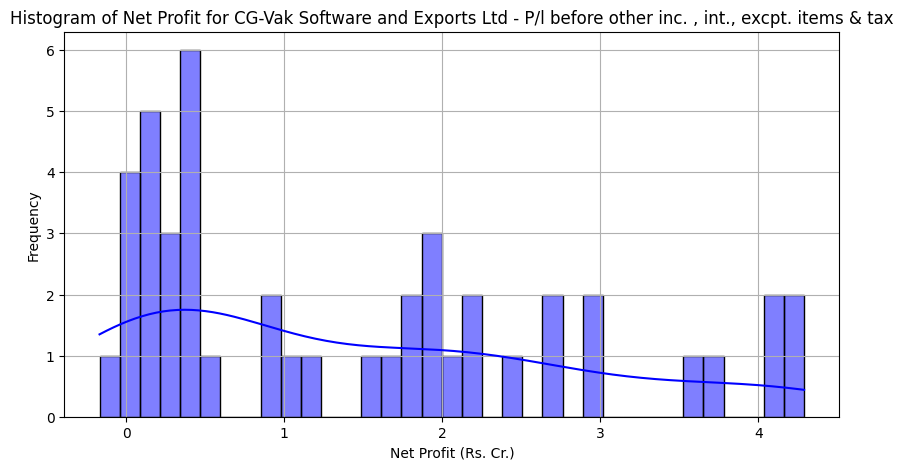 Histogram of Net Profit for CG-Vak Software and Exports Ltd - P/l before other inc. , int., excpt. items & tax
6
5
4
3
2
1
0
Frequency
0 1 2 3 4
Net Profit (Rs. Cr.)